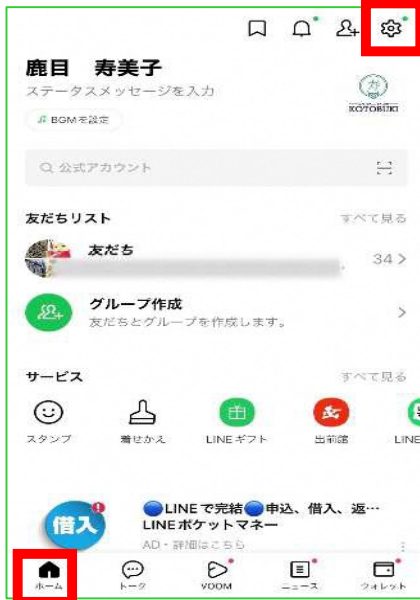 鹿目 寿美子
ステータスメッセージを入力
BGMを設定
KOTOBUKI
公式アカウント
友だちリスト
すべて見る
友だち
34
グループ作成
友だちとグループを作成します。
サービス
すべて見る
スタンプ
着せかえ
LINEギフト
出前館
LINE
借入
🔵LINEで完結🔵申込、借入、返…
LINEポケットマネー
AD・詳細はこちら
ホーム
トーク
VOOM
ニュース
ウォレット